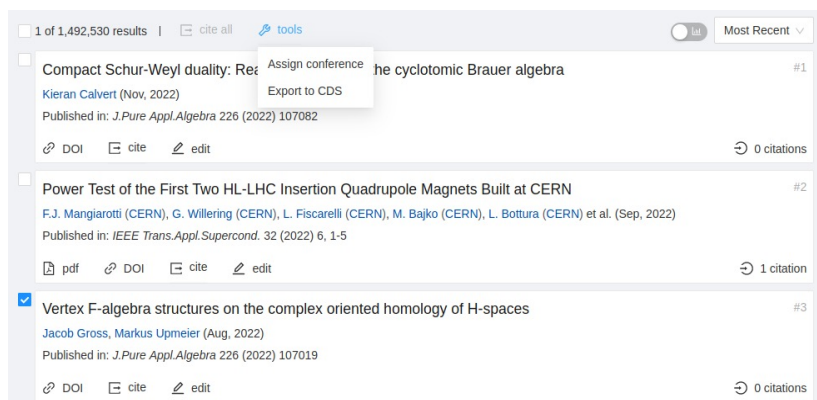 1 of 1,492,530 results | cite all tools Most Recent
Assign conference
Export to CDS
Compact Schur-Weyl duality: he cyclotomic Brauer algebra #1
Kieran Calvert (Nov, 2022)
Published in: J.Pure Appl.Algebra 226 (2022) 107082
DOI cite edit 0 citations
Power Test of the First Two HL-LHC Insertion Quadrupole Magnets Built at CERN #2
F.J. Mangiarotti (CERN), G. Willering (CERN), L. Fiscarelli (CERN), M. Bajko (CERN), L. Bottura (CERN) et al. (Sep, 2022)
Published in: IEEE Trans.Appl.Supercond. 32 (2022) 6, 1-5
pdf DOI cite edit 1 citation
Vertex F-algebra structures on the complex oriented homology of H-spaces #3
Jacob Gross, Markus Upmeier (Aug, 2022)
Published in: J.Pure Appl.Algebra 226 (2022) 107019
DOI cite edit 0 citations